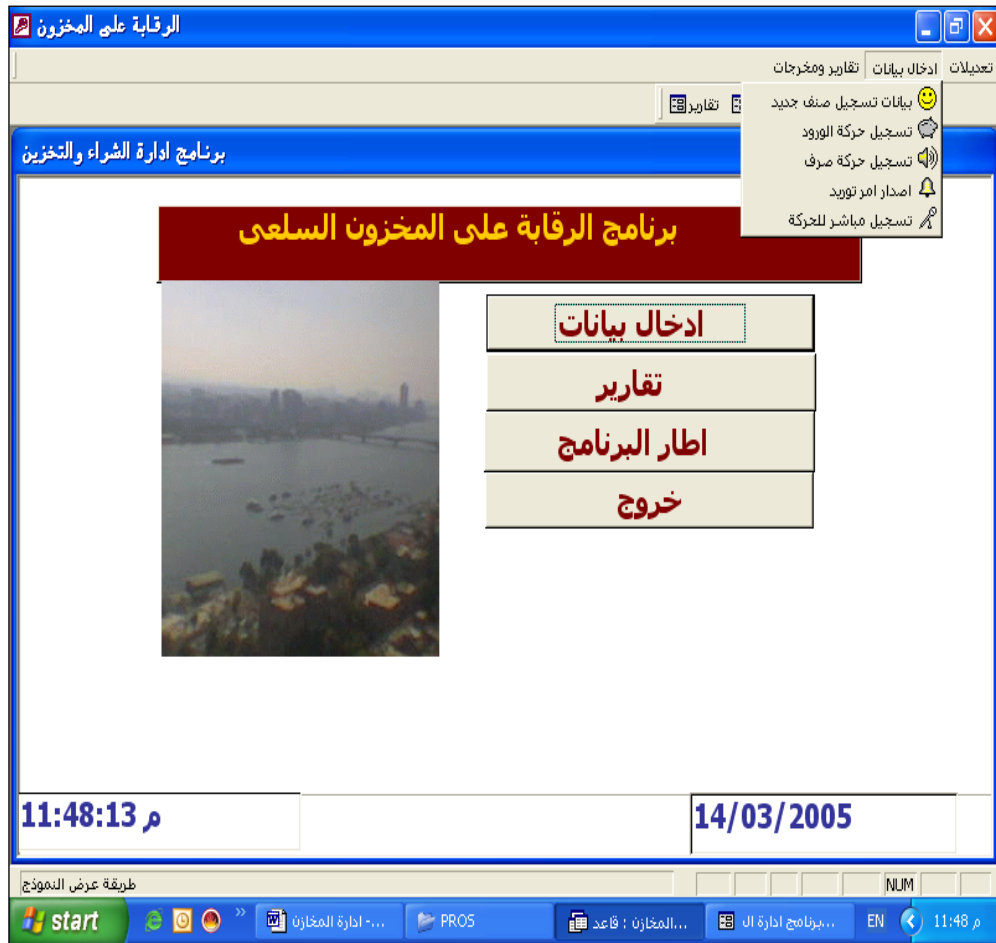 الرقابة على المخزون
تعديلات ادخال بيانات تقارير ومخرجات
بيانات تسجيل صنف جديد
تسجيل حركة الورود
تسجيل حركة صرف
اصدار امر توريد
تسجيل مباشر للحركة
تقارير
برنامج ادارة الشراء والتخزين
برنامج الرقابة على المخزون السلعى
ادخال بيانات
تقارير
اطار البرنامج
خروج
11:48:13 م
14/03/2005
طريقة عرض النموذج
NUM
start
...- ادارة المخازن
PROS
...المخازن : قاعد
...برنامج ادارة ال
EN
11:48 م